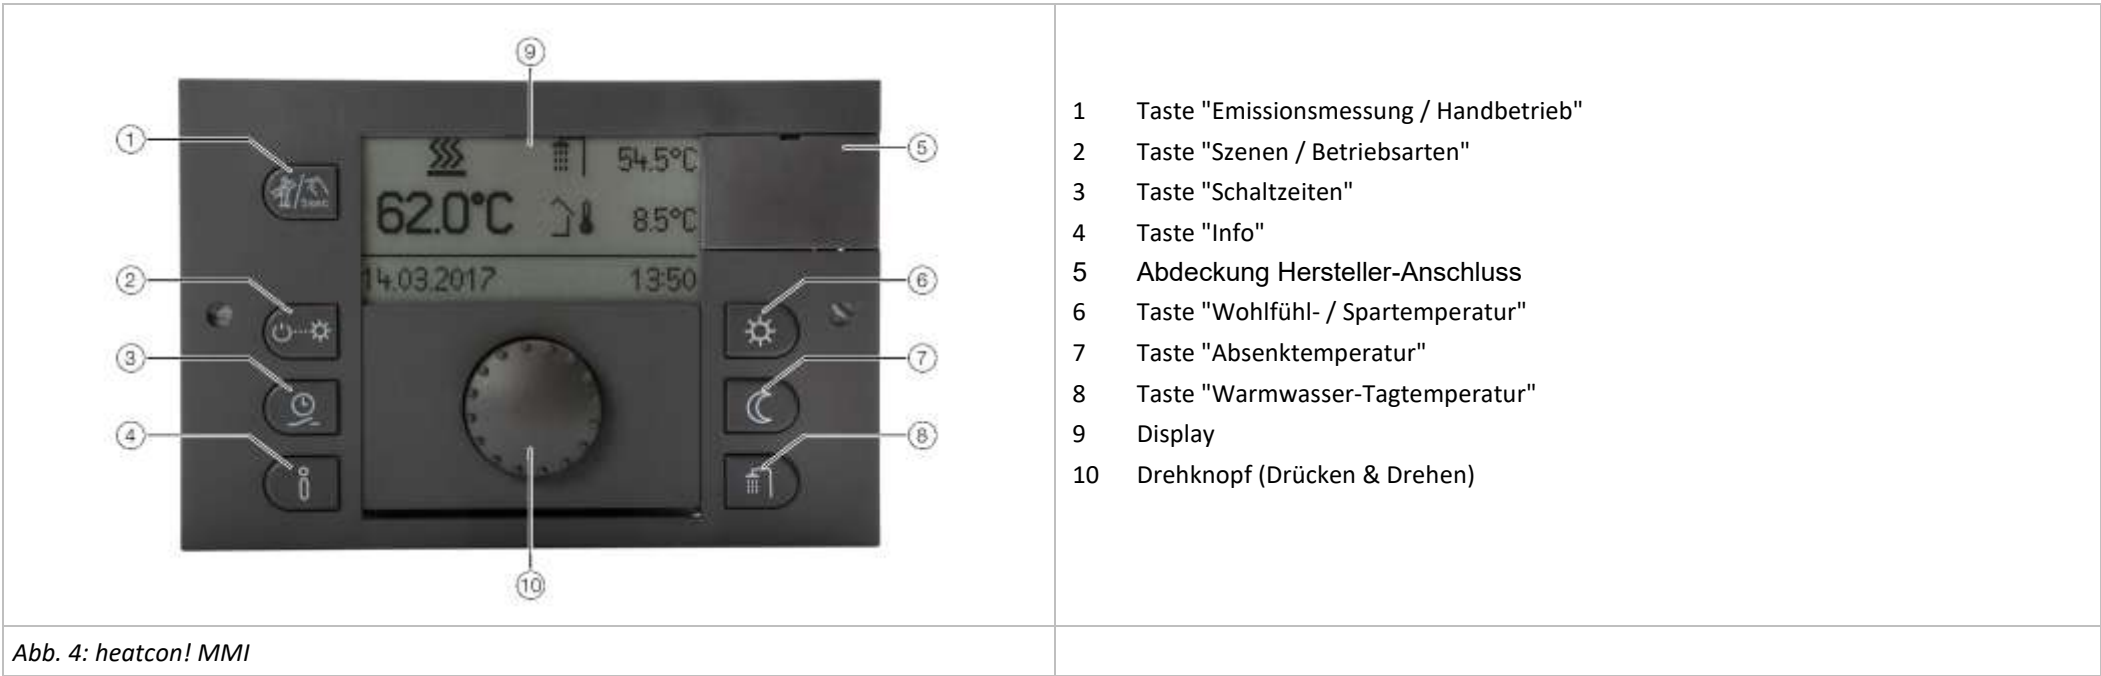 9
1
5
54.5°C
62.0°C
8.5°C
14.03.2017 13:50
2
6
3
7
4
8
10
1 Taste "Emissionsmessung / Handbetrieb"
2 Taste "Szenen / Betriebsarten"
3 Taste "Schaltzeiten"
4 Taste "Info"
5 Abdeckung Hersteller-Anschluss
6 Taste "Wohlfühl- / Spartemperatur"
7 Taste "Absenktemperatur"
8 Taste "Warmwasser-Tagtemperatur"
9 Display
10 Drehknopf (Drücken & Drehen)
Abb. 4: heatcon! MMI